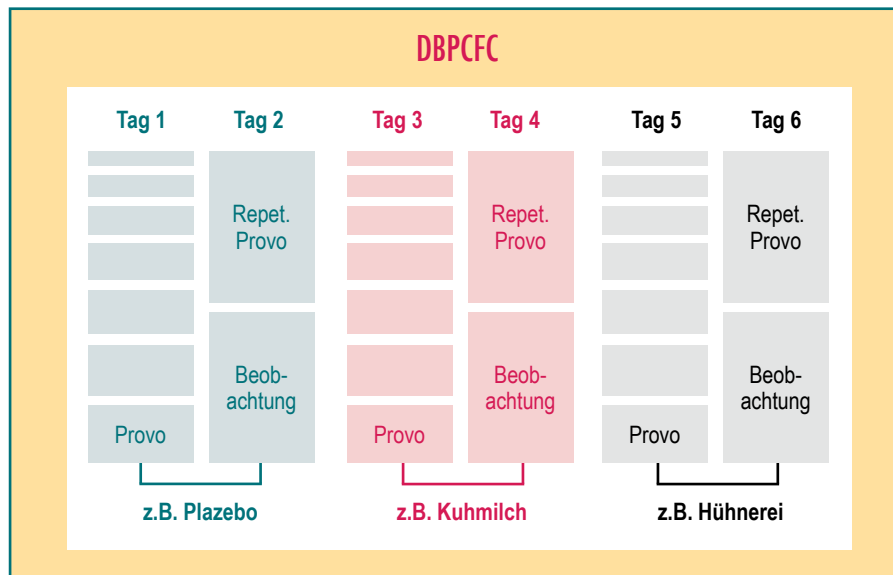 DBPCFC
Tag 1 Tag 2 Tag 3 Tag 4 Tag 5 Tag 6
Repet.
Provo
Repet.
Provo
Repet.
Provo
Beob-
achtung
Beob-
achtung
Beob-
achtung
Provo
Provo
Provo
z.B. Plazebo
z.B. Kuhmilch
z.B. Hühnerei